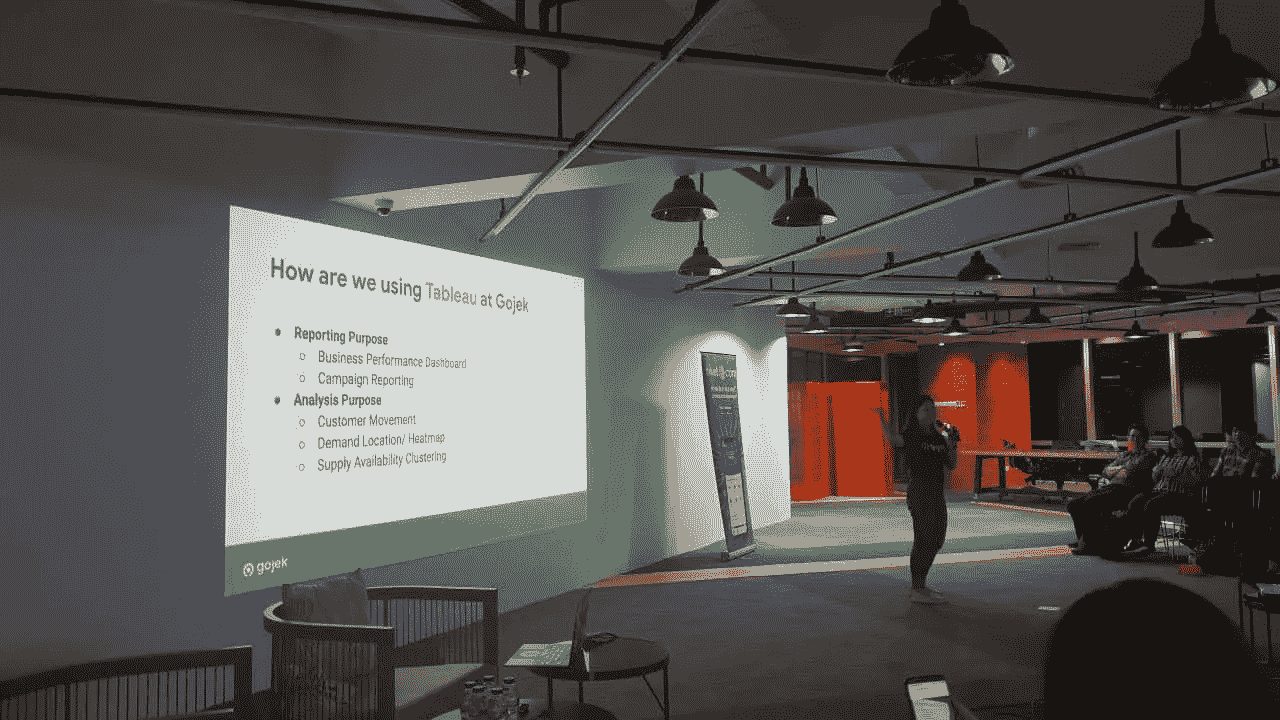 How are we using Tableau at Gojek
Reporting Purpose
Business Performance Dashboard
Campaign Reporting
Analysis Purpose
Customer Movement
Demand Location/ Heatmap
Supply Availability Clustering
gojek